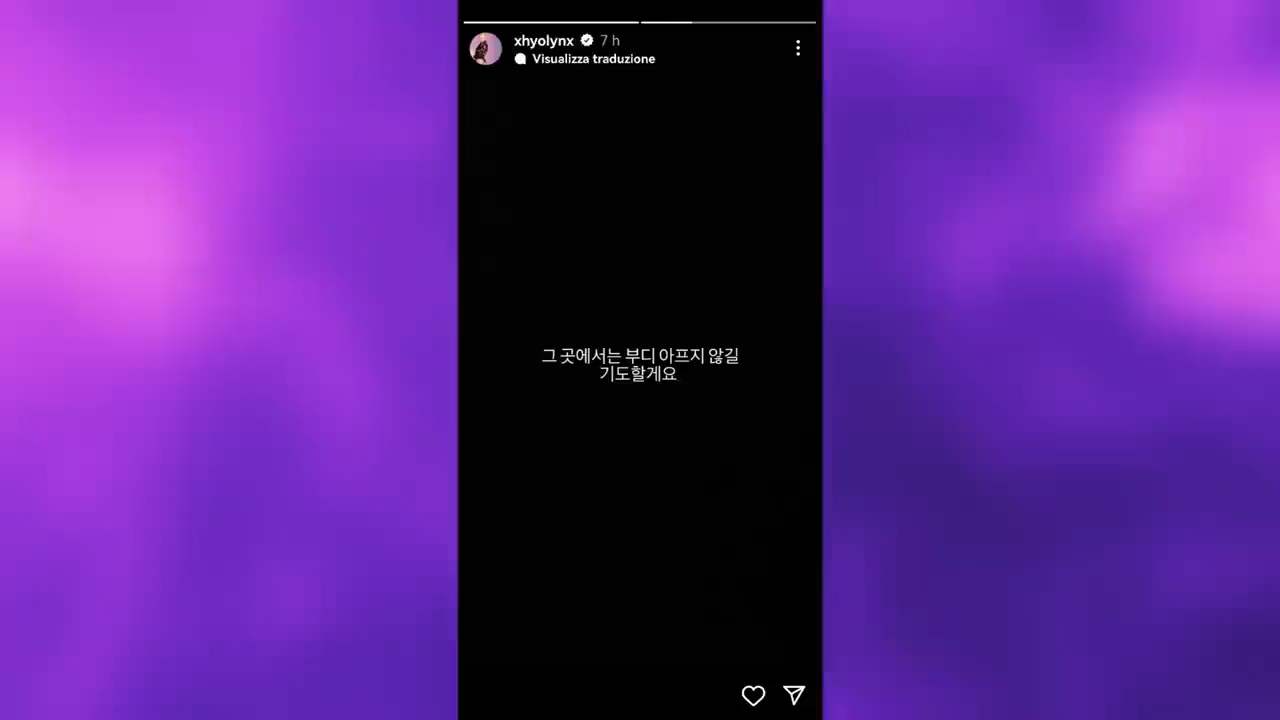 xhyolynx 7 h
Visualizza traduzione
그 곳에서는 부디 아프지 않길
기도할게요